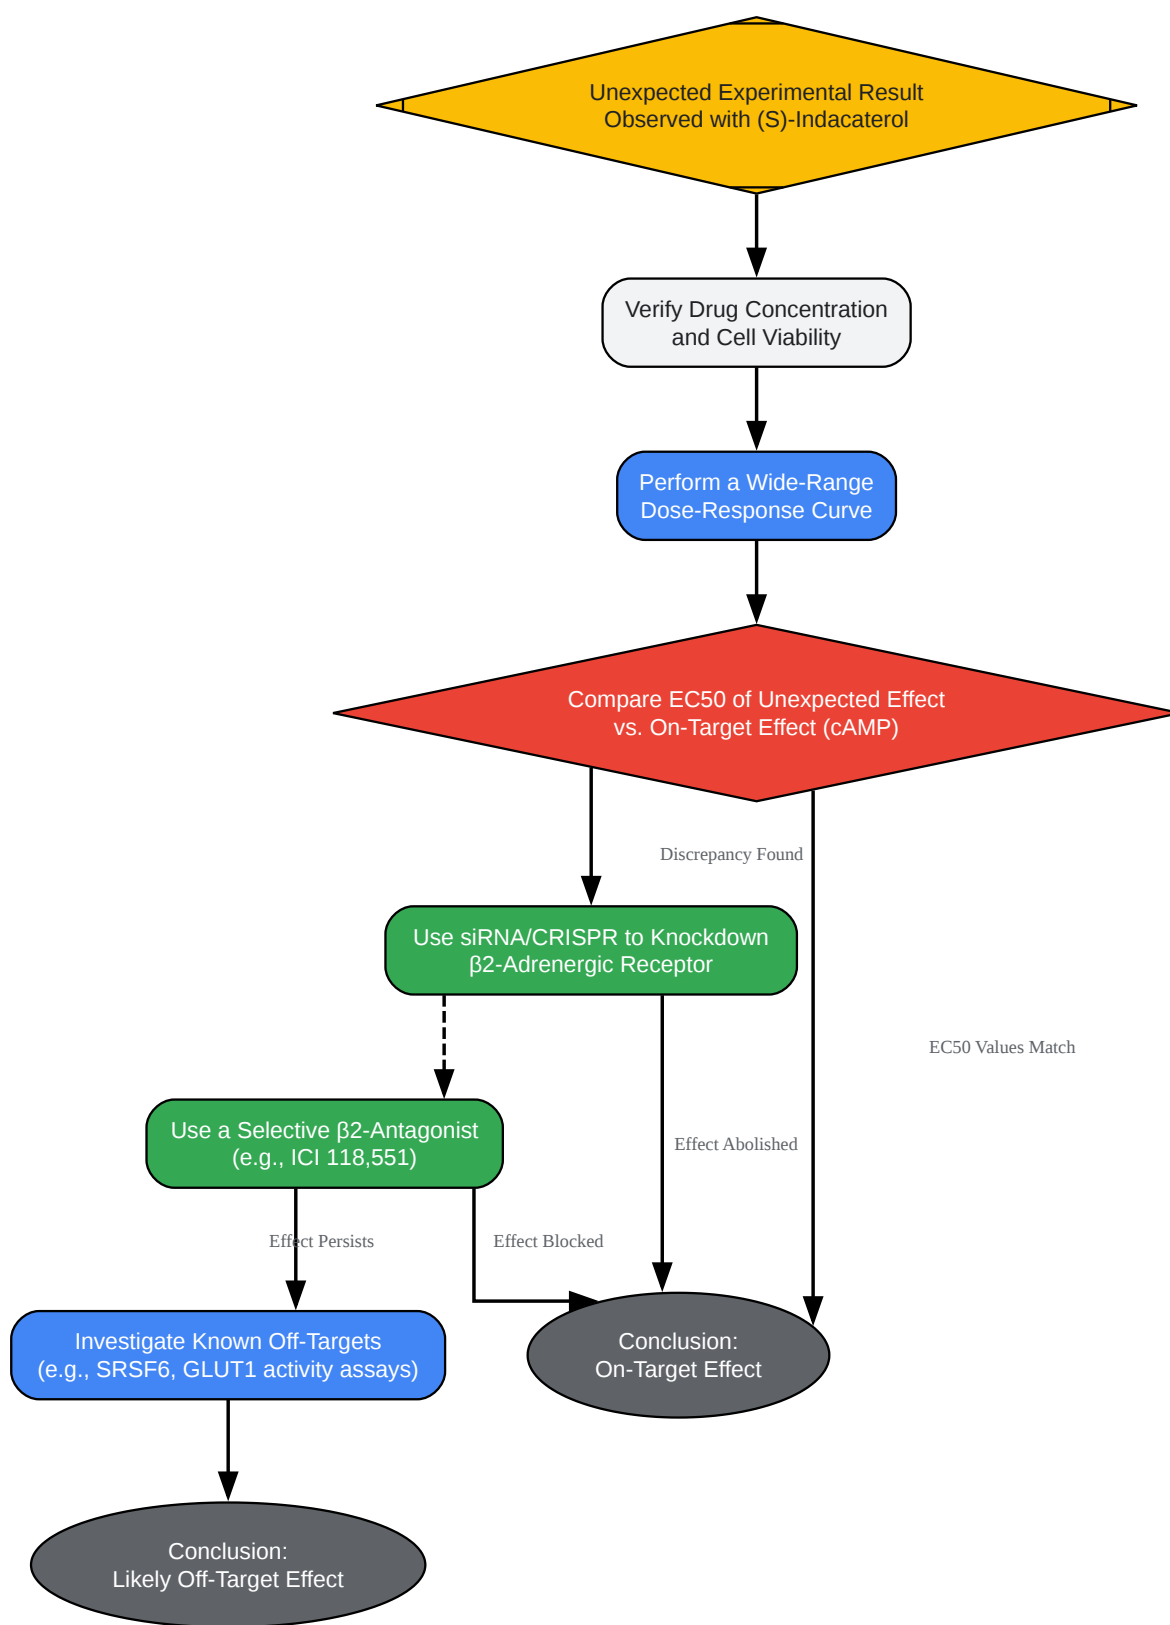 Unexpected Experimental Result
Observed with (S)-Indacaterol
Verify Drug Concentration
and Cell Viability
Perform a Wide-Range
Dose-Response Curve
Compare EC50 of Unexpected Effect
vs. On-Target Effect (cAMP)
Discrepancy Found
Use siRNA/CRISPR to Knockdown
β2-Adrenergic Receptor
EC50 Values Match
Use a Selective β2-Antagonist
(e.g., ICI 118,551)
Effect Abolished
Effect Persists
Effect Blocked
Investigate Known Off-Targets
(e.g., SRSF6, GLUT1 activity assays)
Conclusion:
On-Target Effect
Conclusion:
Likely Off-Target Effect